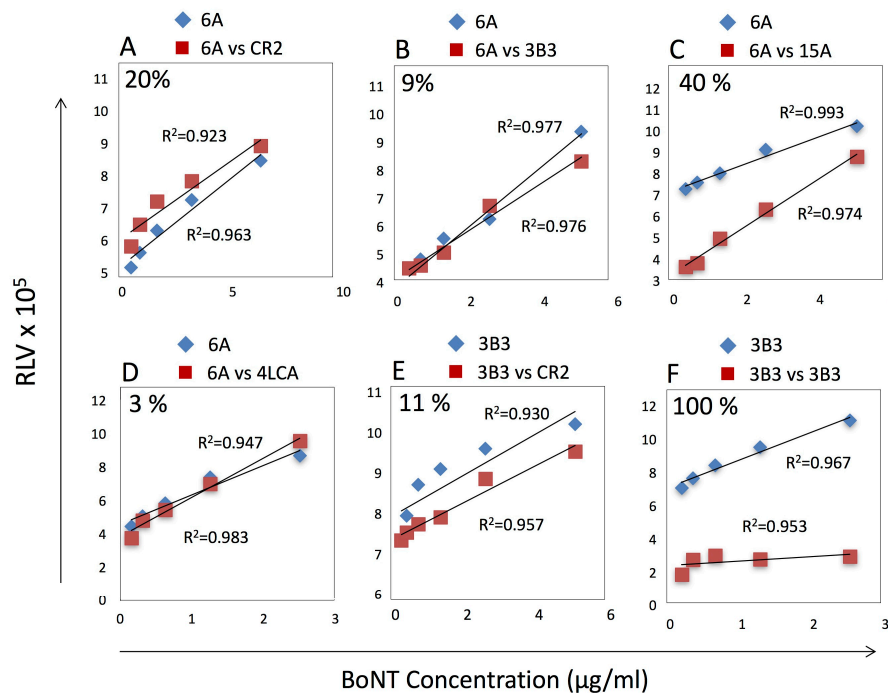 RLV x 10⁵
A
6A
6A vs CR2
20%
R²=0.923
R²=0.963
11
10
9
8
7
6
5
0
5
10
B
6A
6A vs 3B3
9%
R²=0.977
R²=0.976
11
10
9
8
7
6
5
4
0
2
4
6
C
6A
6A vs 15A
40 %
R²=0.993
R²=0.974
12
11
10
9
8
7
6
5
4
3
0
2
4
D
6A
6A vs 4LCA
3 %
R²=0.947
R²=0.983
12
10
8
6
4
2
0
0
1
2
3
E
3B3
3B3 vs CR2
11 %
R²=0.930
R²=0.957
11
10
9
8
7
6
0
2
4
6
F
3B3
3B3 vs 3B3
100 %
R²=0.967
R²=0.953
12
10
8
6
4
2
0
0
1
2
3
BoNT Concentration (µg/ml)